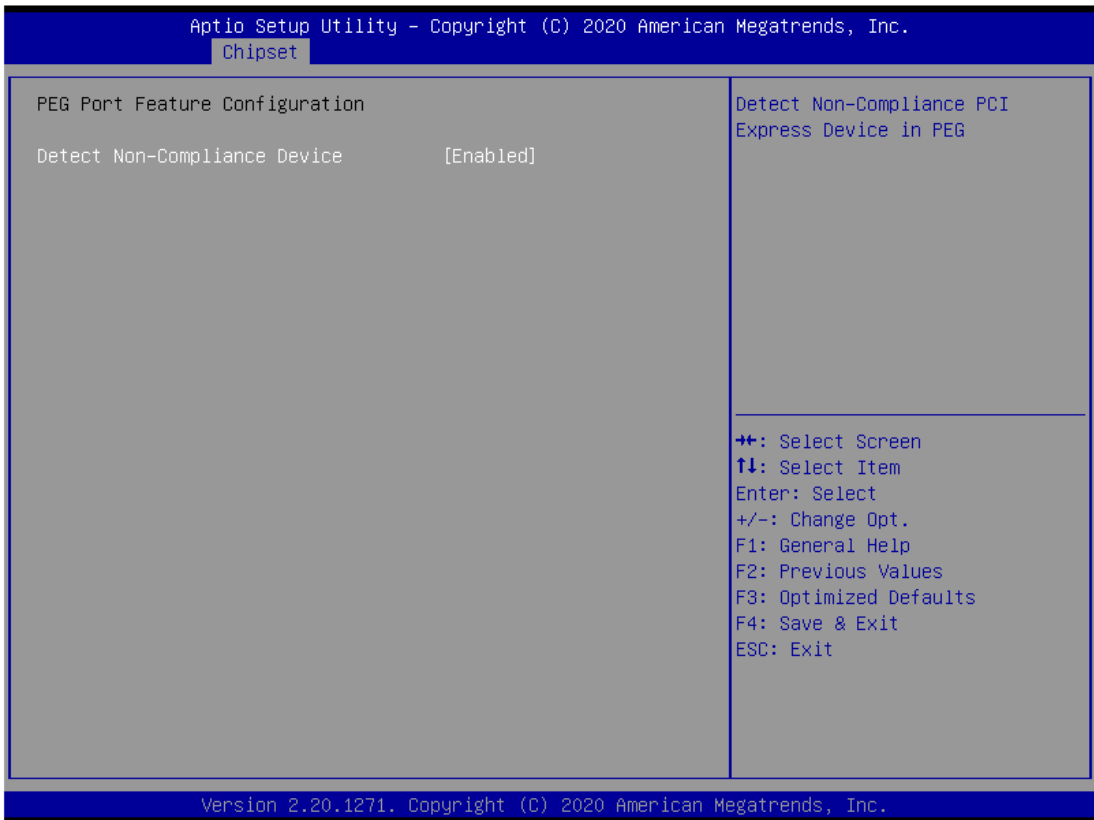 Aptio Setup Utility – Copyright (C) 2020 American Megatrends, Inc.
Chipset
PEG Port Feature Configuration
Detect Non-Compliance Device [Enabled]
Detect Non-Compliance PCI
Express Device in PEG
→←: Select Screen
↑↓: Select Item
Enter: Select
+/-: Change Opt.
F1: General Help
F2: Previous Values
F3: Optimized Defaults
F4: Save & Exit
ESC: Exit
Version 2.20.1271. Copyright (C) 2020 American Megatrends, Inc.